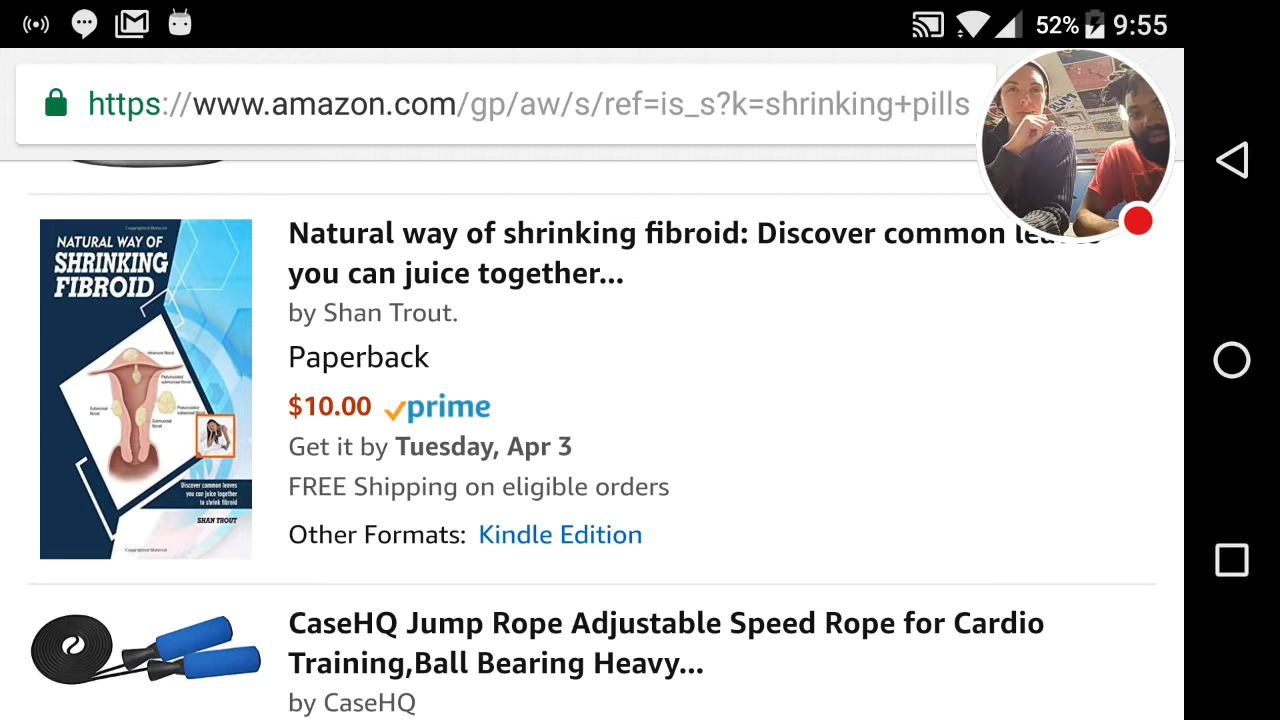 52% 9:55
https://www.amazon.com/gp/aw/s/ref=is_s?k=shrinking+pills
NATURAL WAY OF
SHRINKING
FIBROID
Discover common leaves
you can juice together
to shrink fibroid
SHAN TROUT
Natural way of shrinking fibroid: Discover common
you can juice together...
by Shan Trout.
Paperback
$10.00 prime
Get it by Tuesday, Apr 3
FREE Shipping on eligible orders
Other Formats: Kindle Edition
CaseHQ Jump Rope Adjustable Speed Rope for Cardio
Training,Ball Bearing Heavy...
by CaseHQ